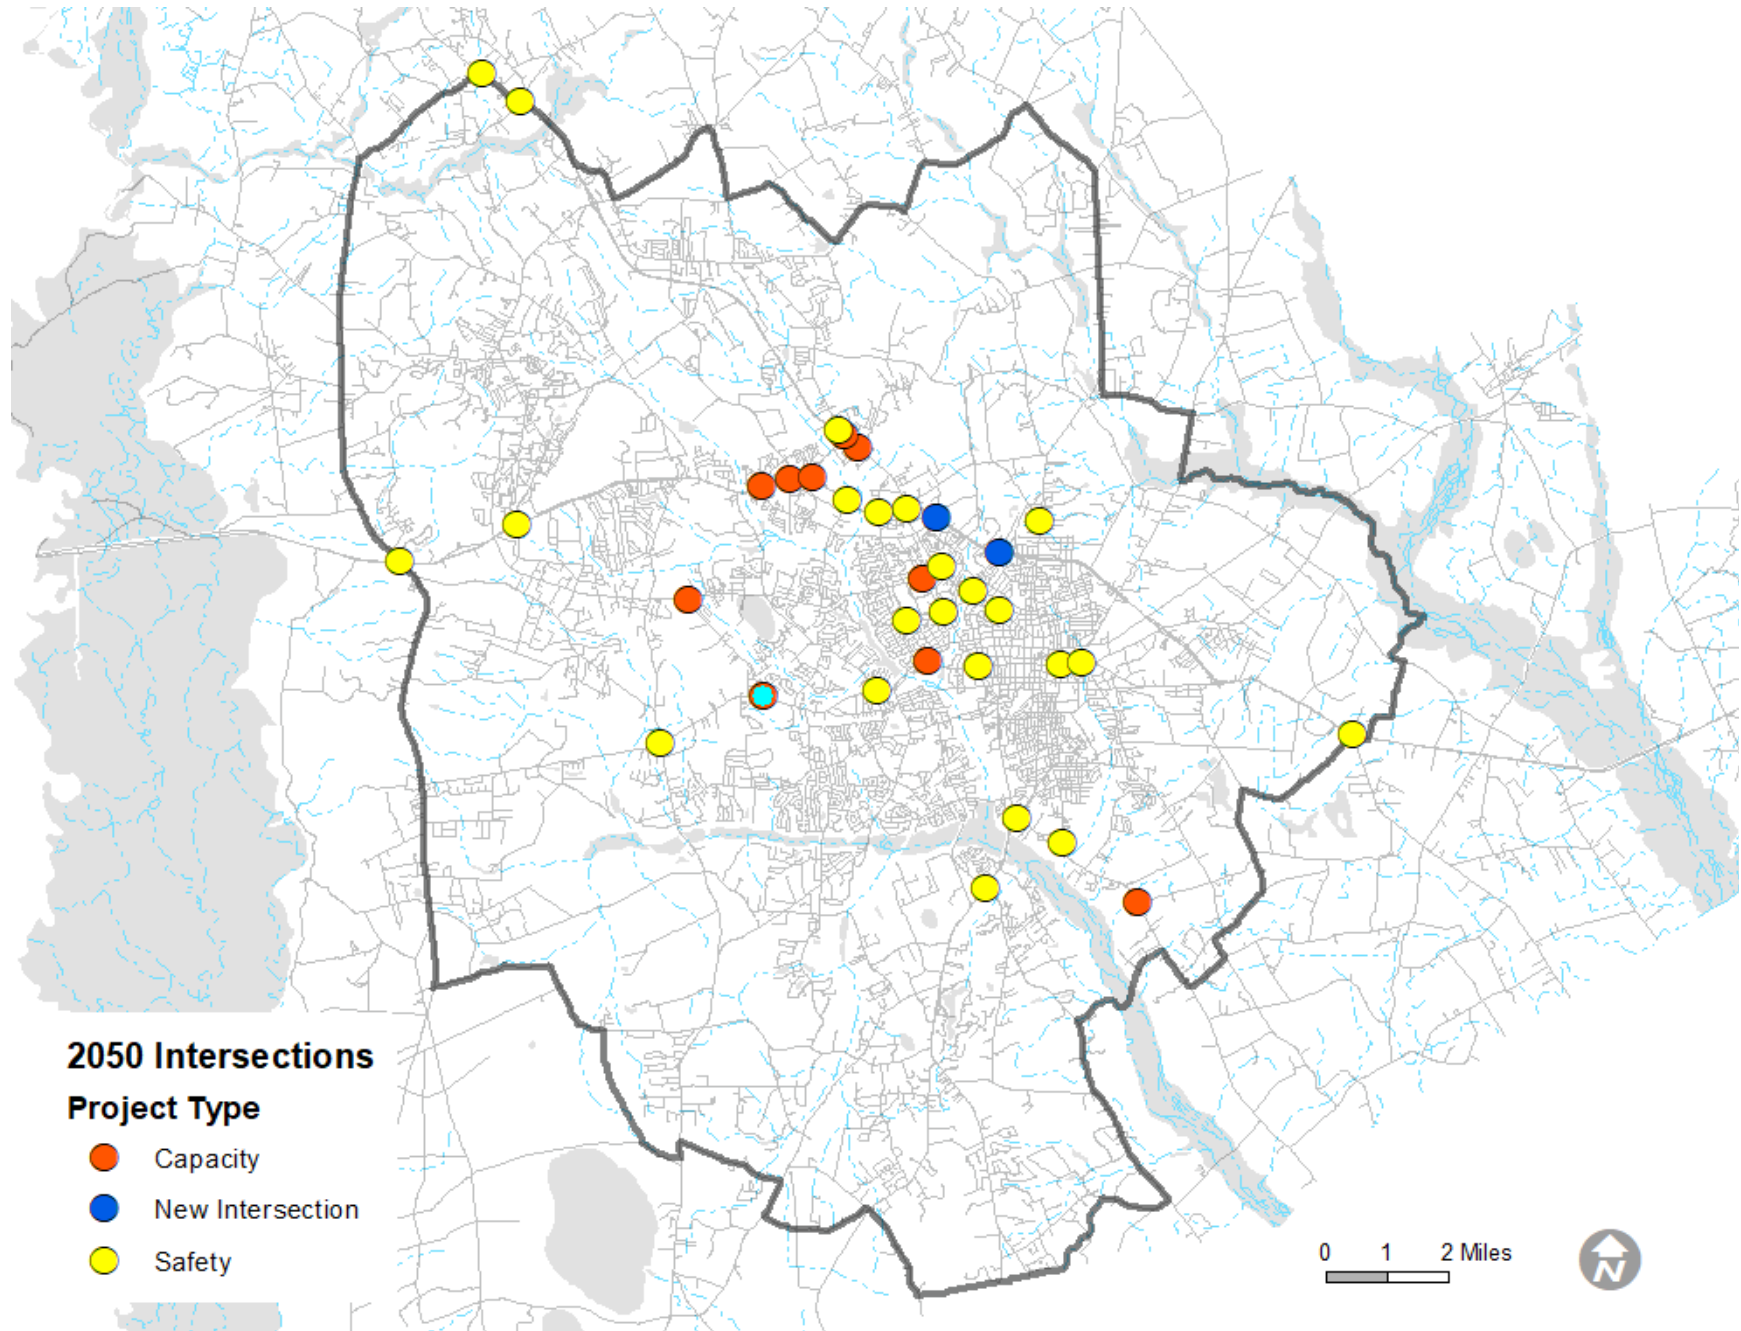 2050 Intersections
Project Type
Capacity
New Intersection
Safety
0 1 2 Miles
N